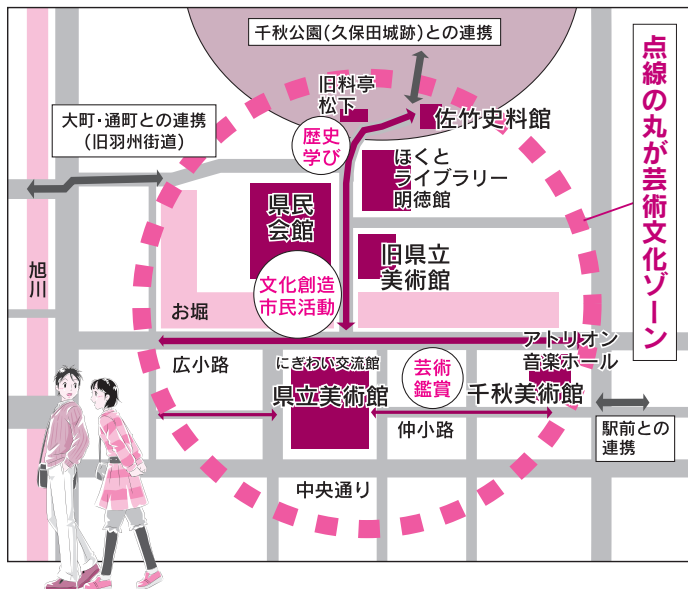 千秋公園(久保田城跡)との連携
点線の丸が芸術文化ゾーン
旧料亭
松下
佐竹史料館
大町・通町との連携
(旧羽州街道)
歴史
学び
ほくと
ライブラリー
明徳館
県民
会館
旧県立
美術館
旭川
文化創造
市民活動
お堀
アトリオン
音楽ホール
広小路
にぎわい交流館
県立美術館
芸術
鑑賞
千秋美術館
仲小路
駅前との
連携
中央通り